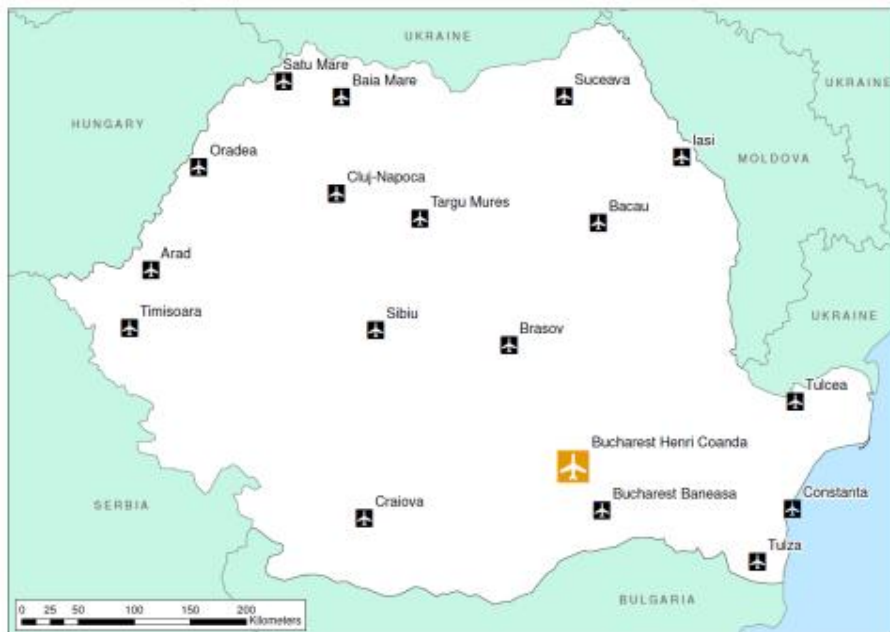 UKRAINE
Satu Mare
Baia Mare
Suceava
UKRAINE
HUNGARY
Iasi
Oradea
MOLDOVA
Cluj-Napoca
Targu Mures
Bacau
Arad
Timisoara
Sibiu
Brasov
UKRAINE
Tulcea
Bucharest Henri Coanda
SERBIA
Craiova
Bucharest Baneasa
Constanta
Tulza
BULGARIA
0 25 50 100 150 200
Kilometers